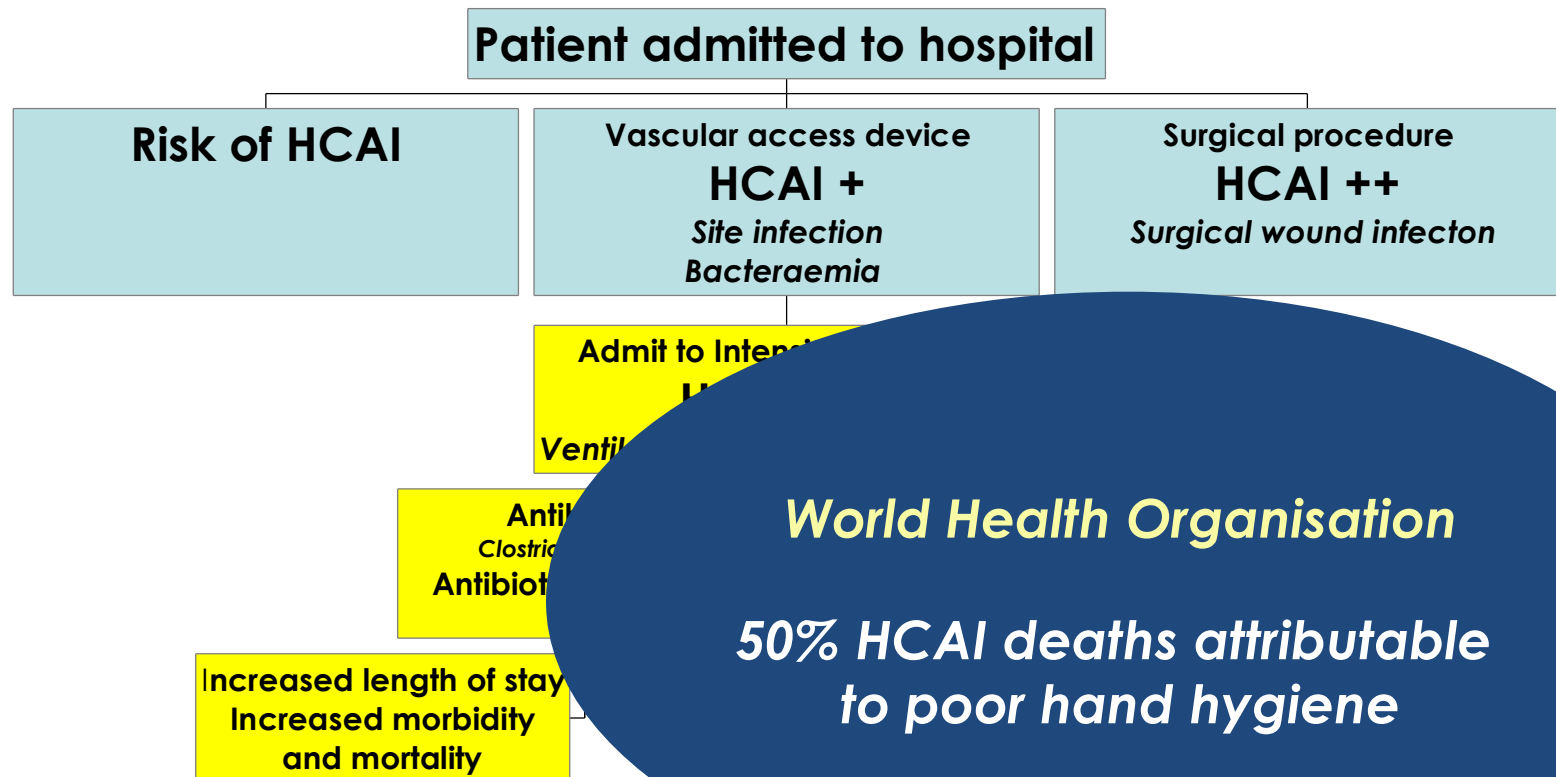 Patient admitted to hospital
Risk of HCAI
Vascular access device
HCAI +
Site infection
Bacteraemia
Surgical procedure
HCAI ++
Surgical wound infecton
Admit to
Increased length of stay
Increased morbidity
and mortality
World Health Organisation
50% HCAI deaths attributable
to poor hand hygiene